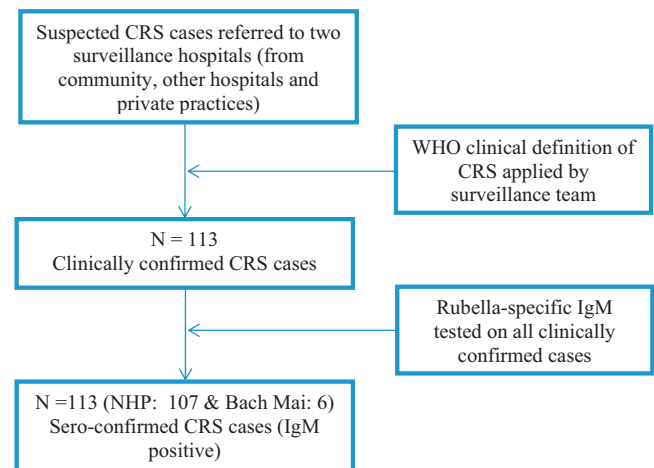 Suspected CRS cases referred to two
surveillance hospitals (from
community, other hospitals and
private practices)
WHO clinical definition of
CRS applied by
surveillance team
N = 113
Clinically confirmed CRS cases
Rubella-specific IgM
tested on all clinically
confirmed cases
N =113 (NHP:  107 & Bach Mai: 6)
Sero-confirmed CRS cases (IgM
positive)